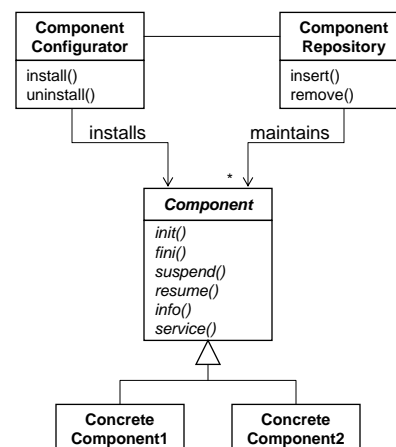 Component
Configurator
install()
uninstall()
Component
Repository
insert()
remove()
installs
maintains
*
Component
init()
fini()
suspend()
resume()
info()
service()
Concrete
Component1
Concrete
Component2